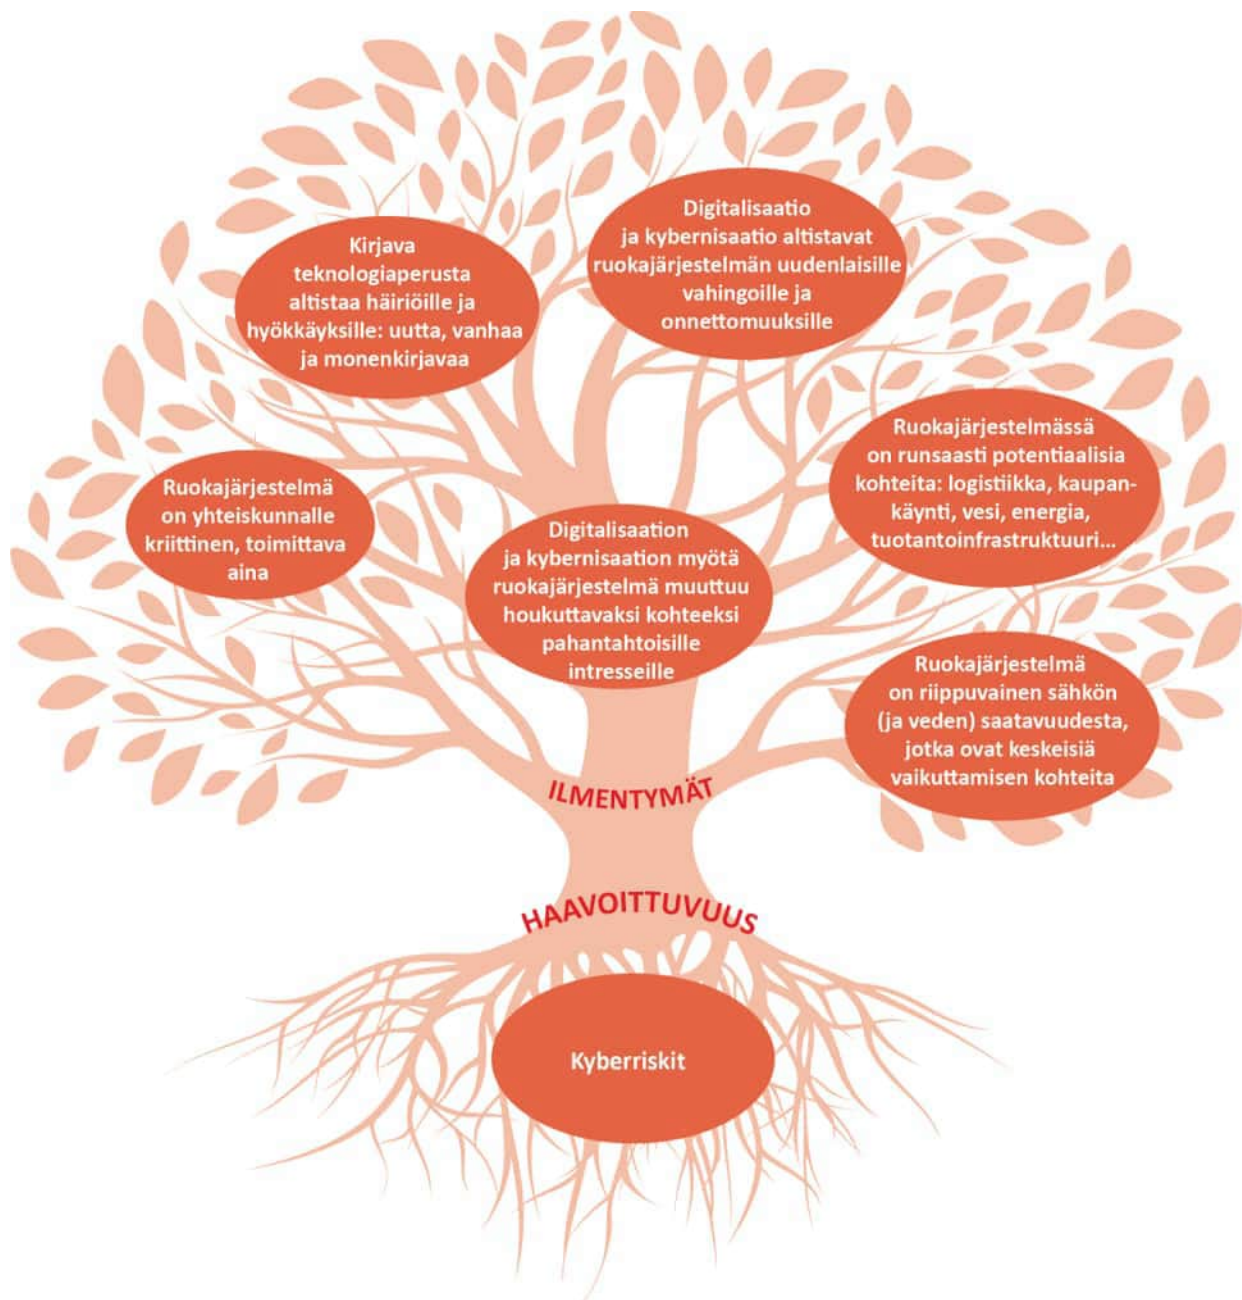 Digitalisaatio
ja kybernisaatio altistavat
ruokajärjestelmän uudenlaisille
vahingoille ja
onnettomuuksille
Kirjava
teknologiaperusta
altistaa häiriöille ja
hyökkäyksille: uutta, vanhaa
ja monenkirjavaa
Ruokajärjestelmässä
on runsaasti potentiaalisia
kohteita: logistiikka, kaupan-
käynti, vesi, energia,
tuotantoinfrastruktuuri...
Ruokajärjestelmä
on yhteiskunnalle
kriittinen, toimittava
aina
Digitalisaation
ja kybernisaation myötä
ruokajärjestelmä muuttuu
houkuttavaksi kohteeksi
pahantahtoisille
intresseille
Ruokajärjestelmä
on riippuvainen sähkön
(ja veden) saatavuudesta,
jotka ovat keskeisiä
vaikuttamisen kohteita
ILMENTYMÄT
HAAVOITTUVUUS
Kyberriskit